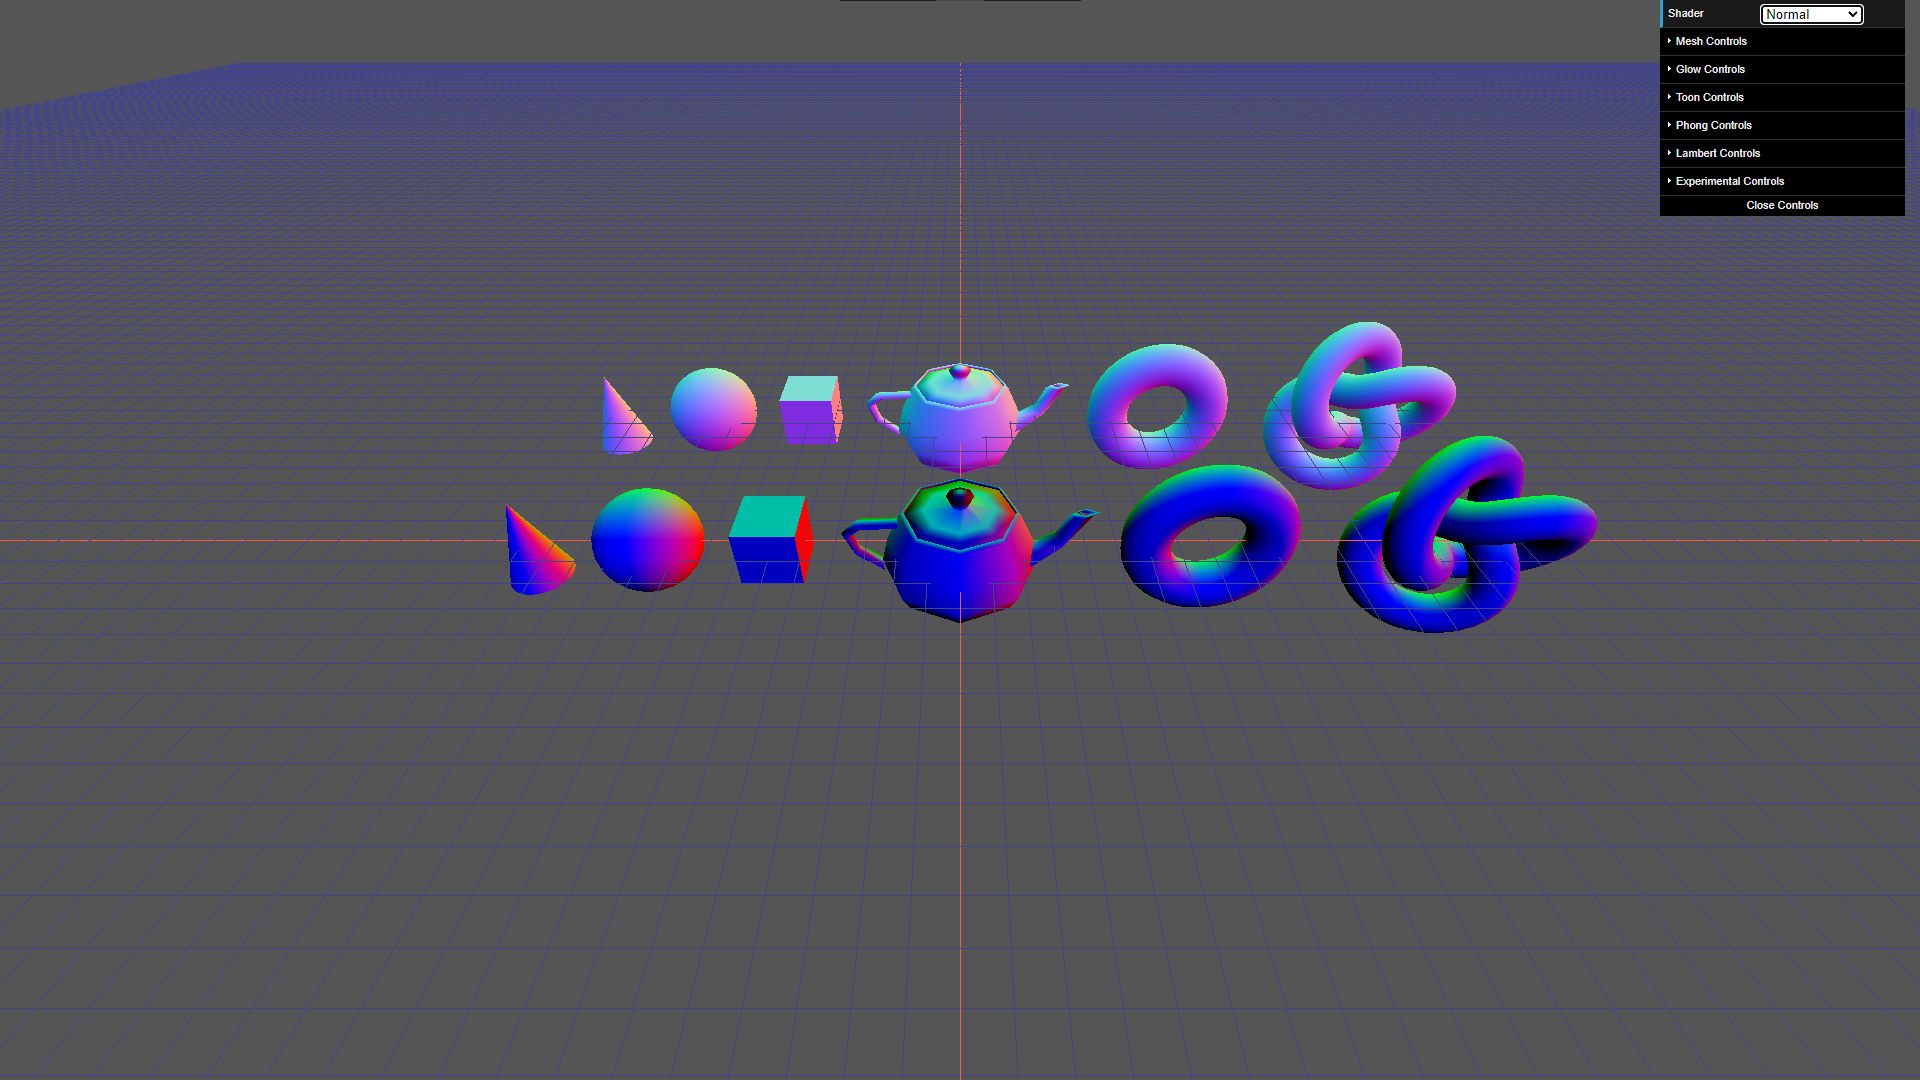 Shader Normal
Mesh Controls
Glow Controls
Toon Controls
Phong Controls
Lambert Controls
Experimental Controls
Close Controls